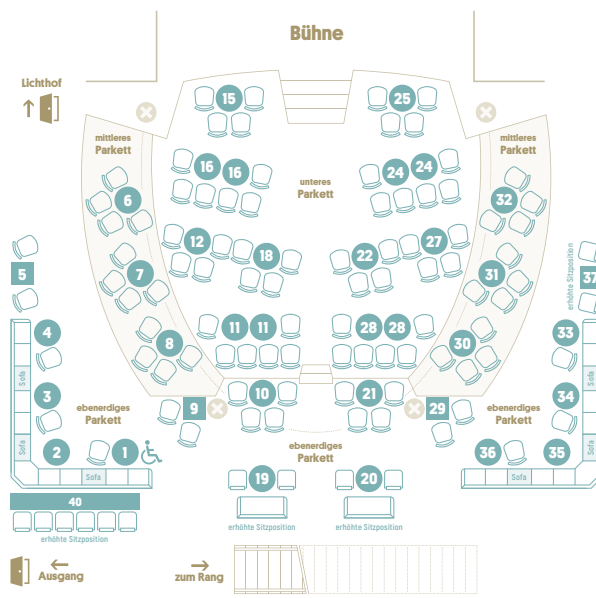 Bühne
Lichthof
15
25
mittleres
Parkett
mittleres
Parkett
16
16
24
24
unteres
Parkett
6
32
12
27
18
22
5
7
31
erhöhte Sitzposition
37
4
11
11
28
28
33
8
30
Sofa
Sofa
3
10
21
34
9
29
ebenerdiges
Parkett
ebenerdiges
Parkett
Sofa
Sofa
2
1
ebenerdiges
Parkett
36
35
Sofa
Sofa
19
20
40
erhöhte Sitzposition
erhöhte Sitzposition
erhöhte Sitzposition
Ausgang
zum Rang